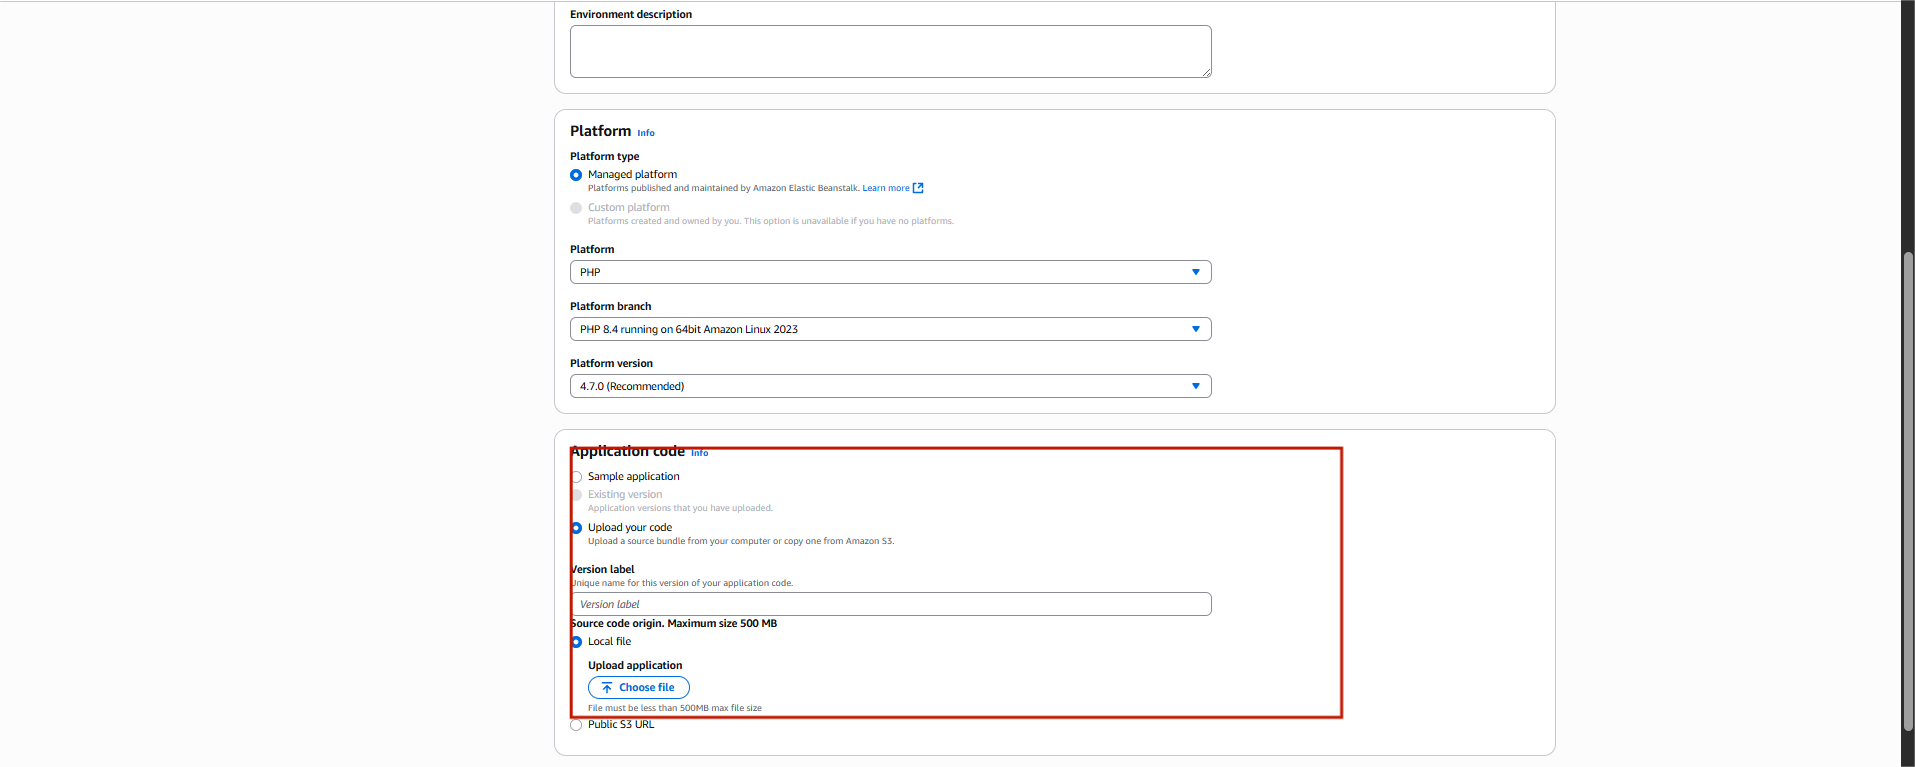 Environment description
Platform Info
Platform type
Managed platform
Platforms published and maintained by Amazon Elastic Beanstalk. Learn more
Custom platform
Platforms created and owned by you. This option is unavailable if you have no platforms.
Platform
PHP
Platform branch
PHP 8.4 running on 64bit Amazon Linux 2023
Platform version
4.7.0 (Recommended)
Application code Info
Sample application
Existing version
Application versions that you have uploaded.
Upload your code
Upload a source bundle from your computer or copy one from Amazon S3.
Version label
Unique name for this version of your application code.
Version label
Source code origin. Maximum size 500 MB
Local file
Upload application
Choose file
File must be less than 500MB max file size
Public S3 URL